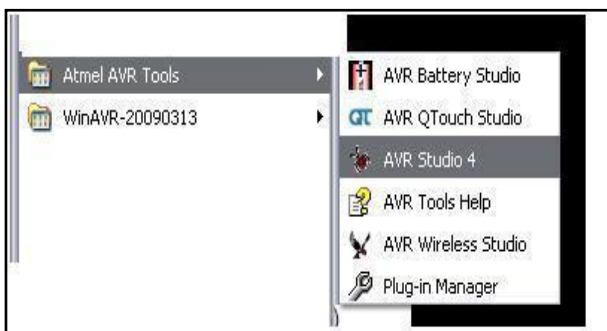 Atmel AVR Tools
WinAVR-20090313
AVR Battery Studio
AVR QTouch Studio
AVR Studio 4
AVR Tools Help
AVR Wireless Studio
Plug-in Manager